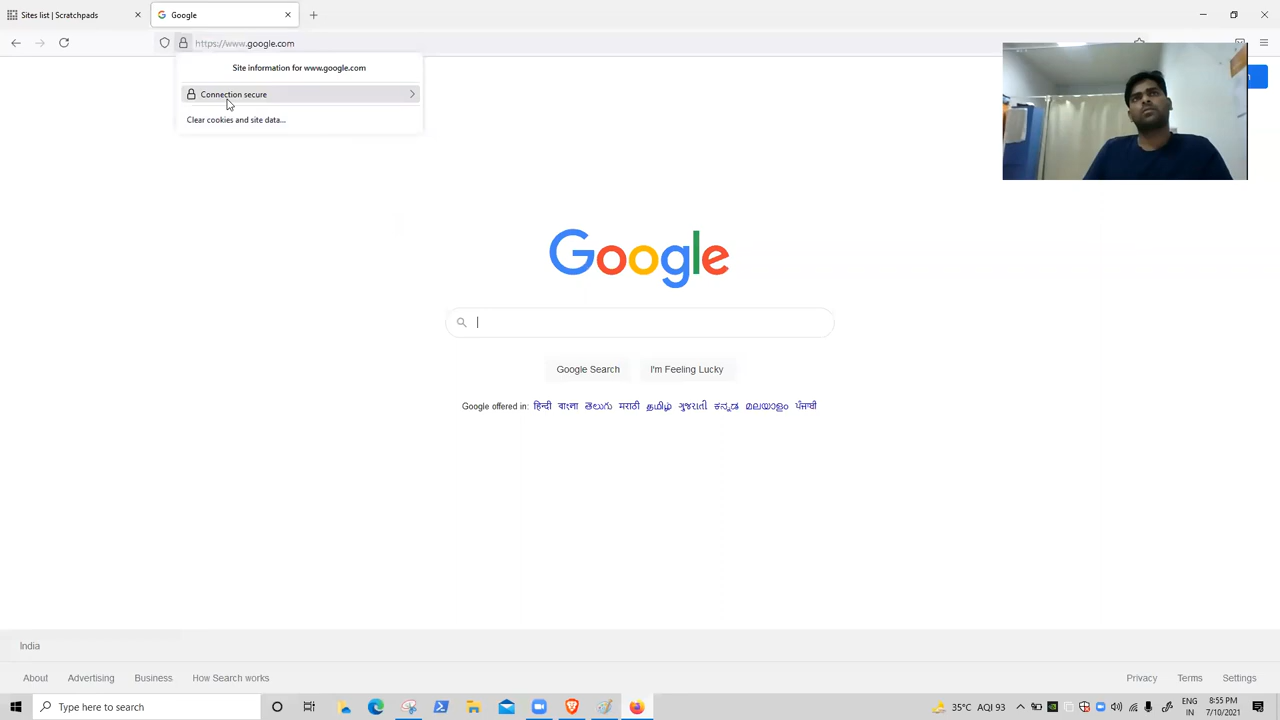 Sites list | Scratchpads
Google
https://www.google.com
Site information for www.google.com
Connection secure
Clear cookies and site data...
Google
Google Search I'm Feeling Lucky
Google offered in: हिन्दी বাংলা తెలుగు मराठी தமிழ் ગુજરાતી ಕನ್ನಡ മലയാളം ਪੰਜਾਬੀ
India
About Advertising Business How Search works Privacy Terms Settings
Type here to search 35°C AQI 93 ENG 8:55 PM
IN 7/10/2021